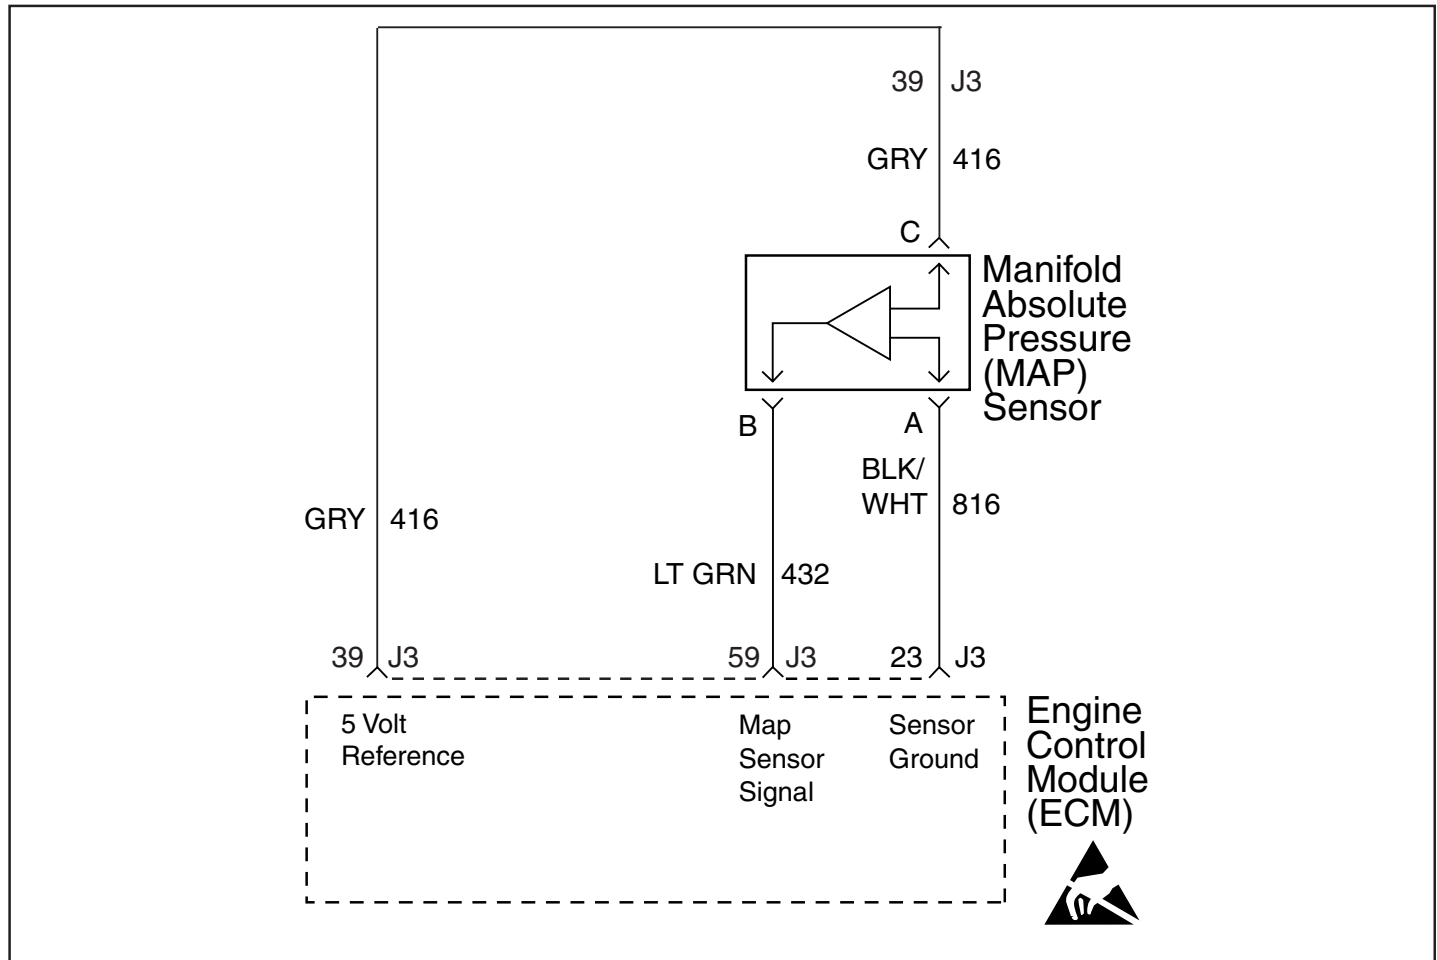 39 J3
GRY 416
C
Manifold
Absolute
Pressure
(MAP)
Sensor
B
A
BLK/
WHT 816
GRY 416
LT GRN 432
39 J3
59 J3
23 J3
5 Volt
Reference
Map
Sensor
Signal
Sensor
Ground
Engine
Control
Module
(ECM)